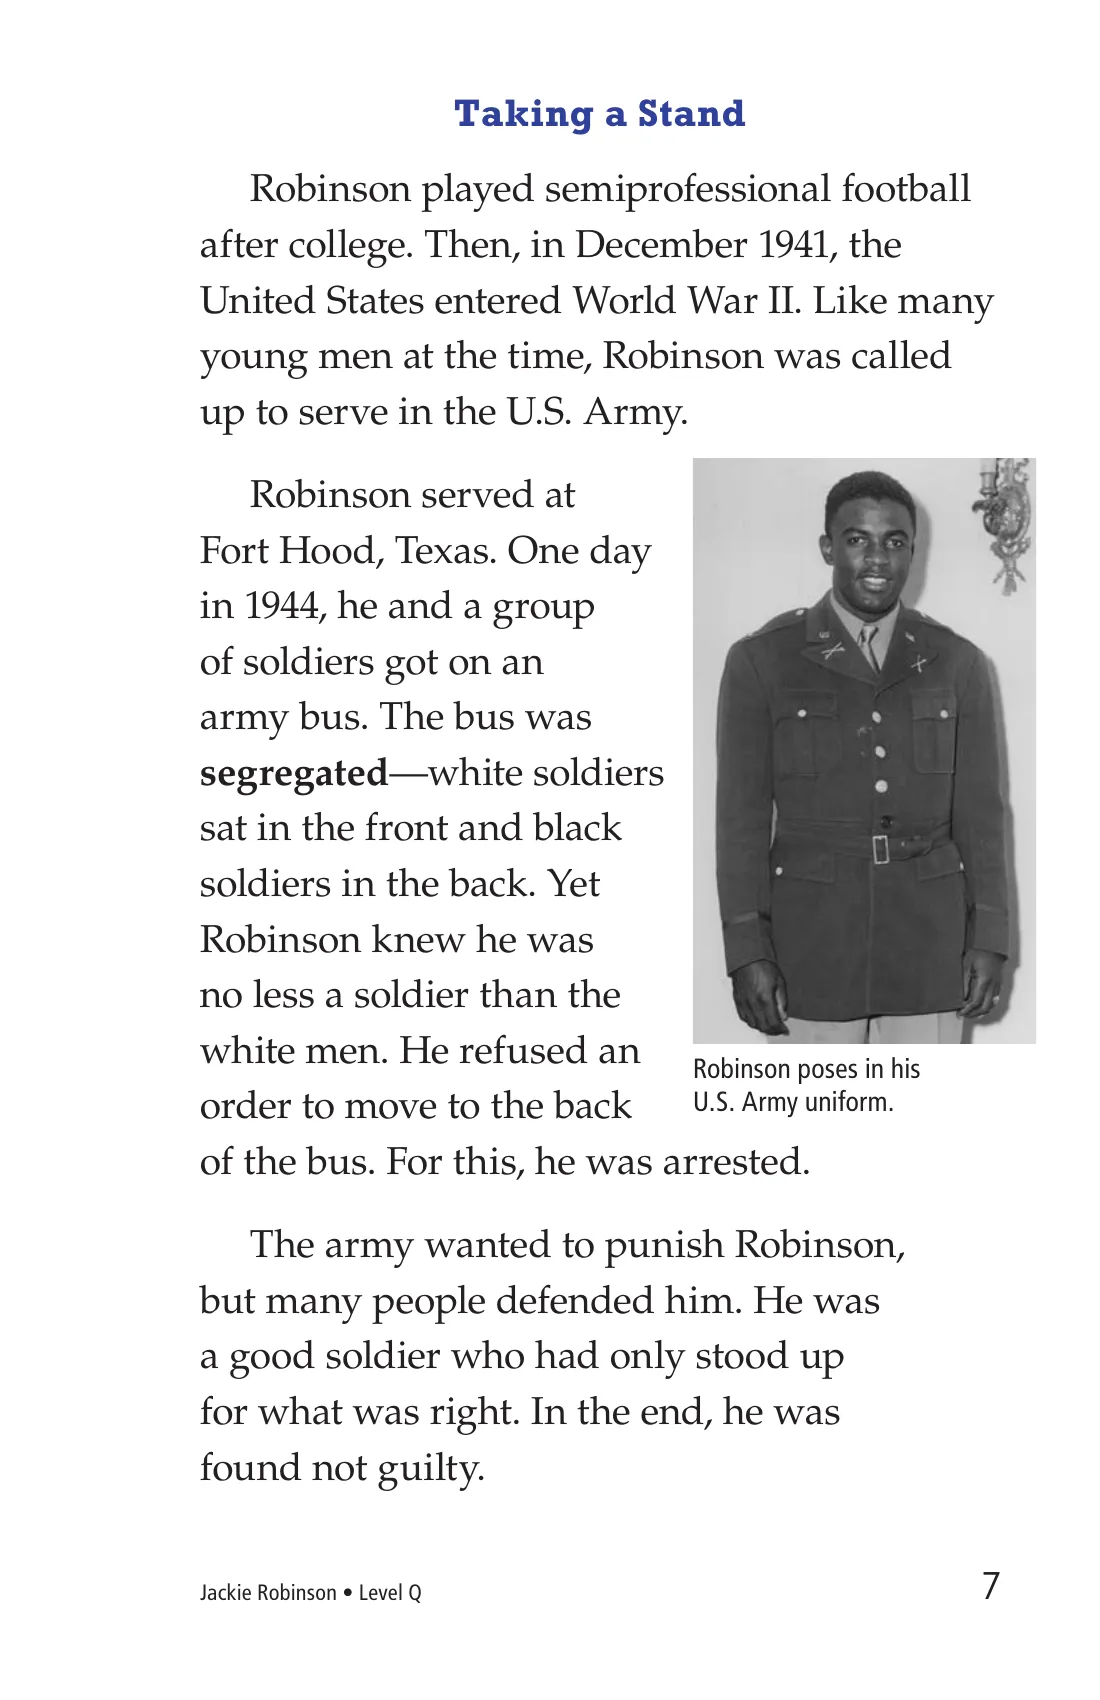 Taking a Stand
Robinson played semiprofessional football
after college. Then, in December 1941, the
United States entered World War II. Like many
young men at the time, Robinson was called
up to serve in the U.S. Army.
Robinson served at
Fort Hood, Texas. One day
in 1944, he and a group
of soldiers got on an
army bus. The bus was
segregated—white soldiers
sat in the front and black
soldiers in the back. Yet
Robinson knew he was
no less a soldier than the
white men. He refused an
order to move to the back
of the bus. For this, he was arrested.
Robinson poses in his
U.S. Army uniform.
The army wanted to punish Robinson,
but many people defended him. He was
a good soldier who had only stood up
for what was right. In the end, he was
found not guilty.
Jackie Robinson • Level Q
7